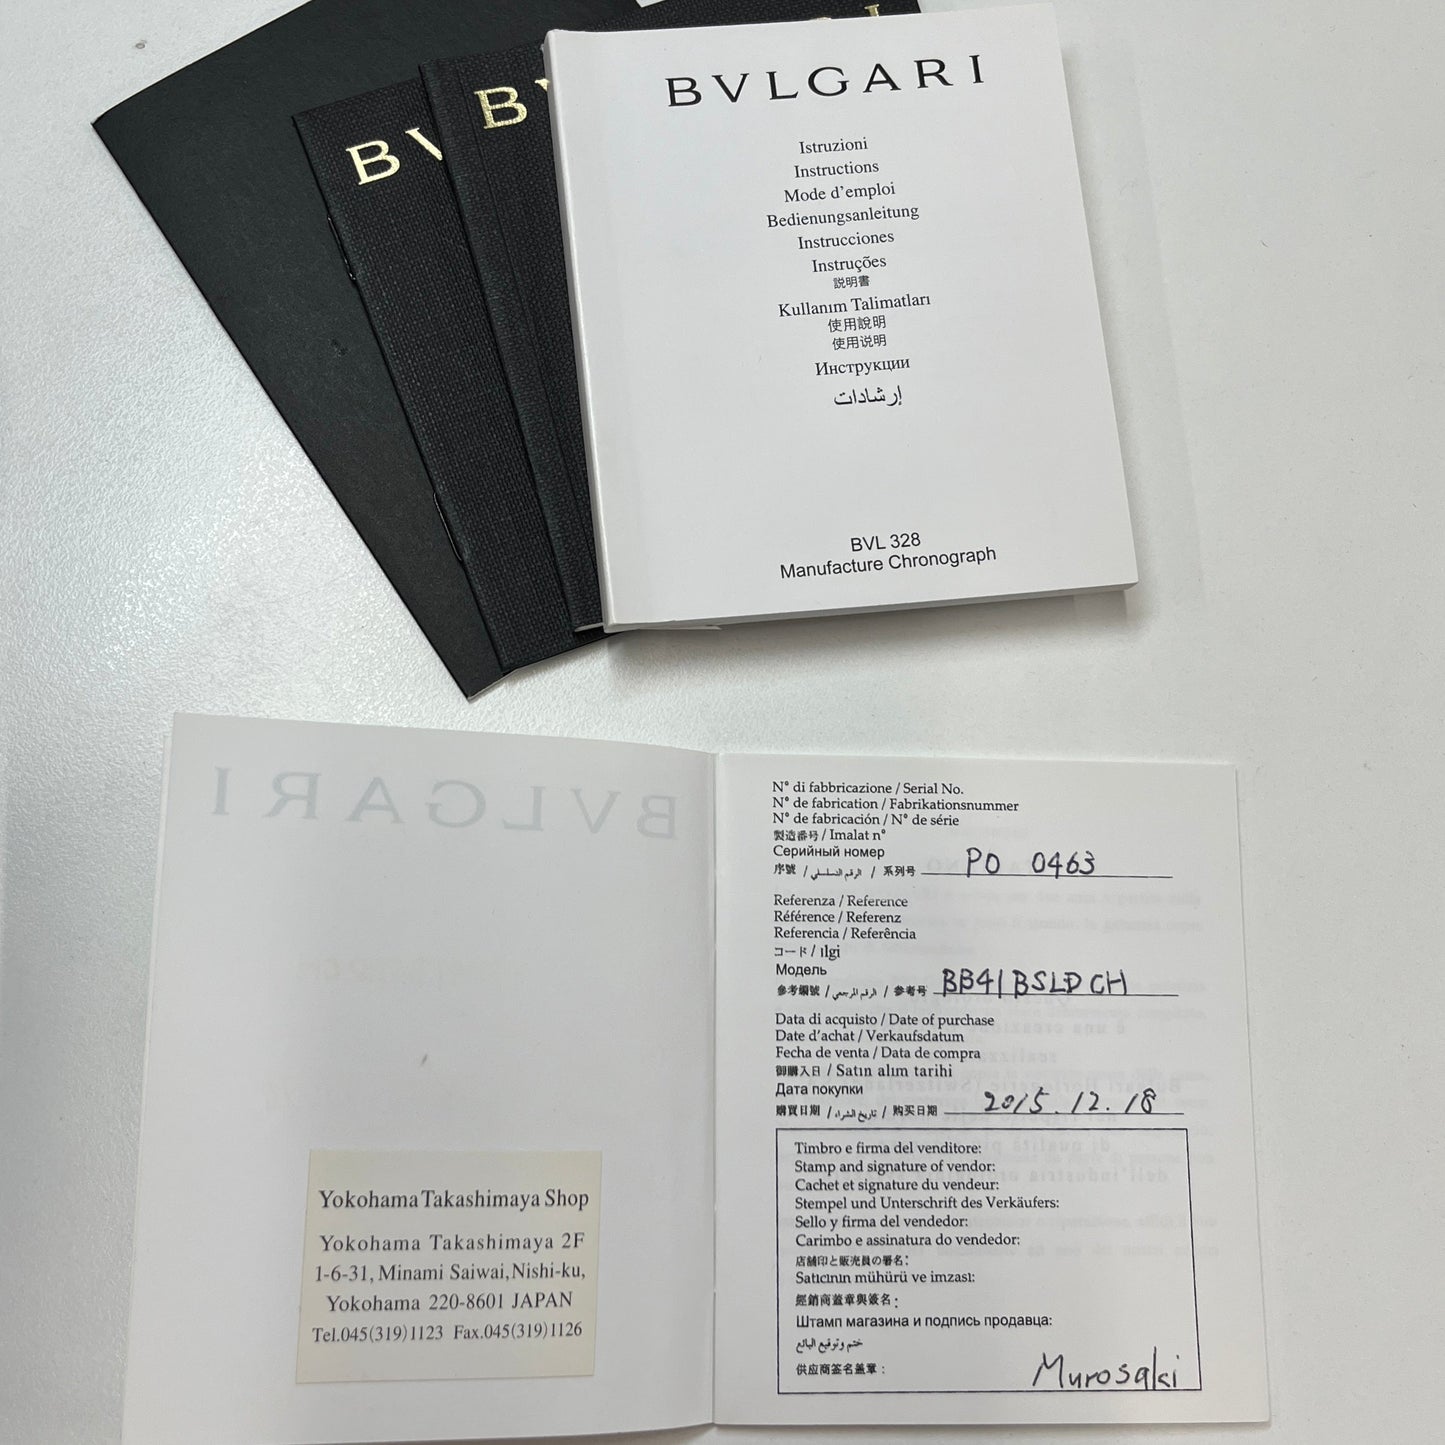 BV
B
BVLGARI
Istruzioni
Instructions
Mode d'emploi
Bedienungsanleitung
Instrucciones
Instruções
説明書
Kullanım Talimatları
使用說明
使用说明
Инструкции
إرشادات
BVL 328
Manufacture Chronograph
BVLGARI
Yokohama Takashimaya Shop
Yokohama Takashimaya 2F
1-6-31, Minami Saiwai, Nishi-ku,
Yokohama 220-8601 JAPAN
Tel.045(319)1123 Fax.045(319)1126
N° di fabbricazione / Serial No.
N° de fabrication / Fabrikationsnummer
N° de fabricación / N° de série
製造番号 / Imalat n°
Серийный номер
序號 / الرقم التسلسلي / 系列号 PO 0463
Referenza / Reference
Référence / Referenz
Referencia / Referência
コード / ılgi
Модель
參考編號 / الرقم المرجعي / 参考号 BB41BSLDCH
Data di acquisto / Date of purchase
Date d'achat / Verkaufsdatum
Fecha de venta / Data de compra
御購入日 / Satın alım tarihi
Дата покупки
購買日期 / تاريخ الشراء / 购买日期 2015.12.18
Timbro e firma del venditore:
Stamp and signature of vendor:
Cachet et signature du vendeur:
Stempel und Unterschrift des Verkäufers:
Sello y firma del vendedor:
Carimbo e assinatura do vendedor:
店舗印と販売員の署名:
Satıcının mühürü ve imzası:
經銷商蓋章與簽名:
Штамп магазина и подпись продавца:
ختم وتوقيع البائع
供应商签名盖章: Murosaki